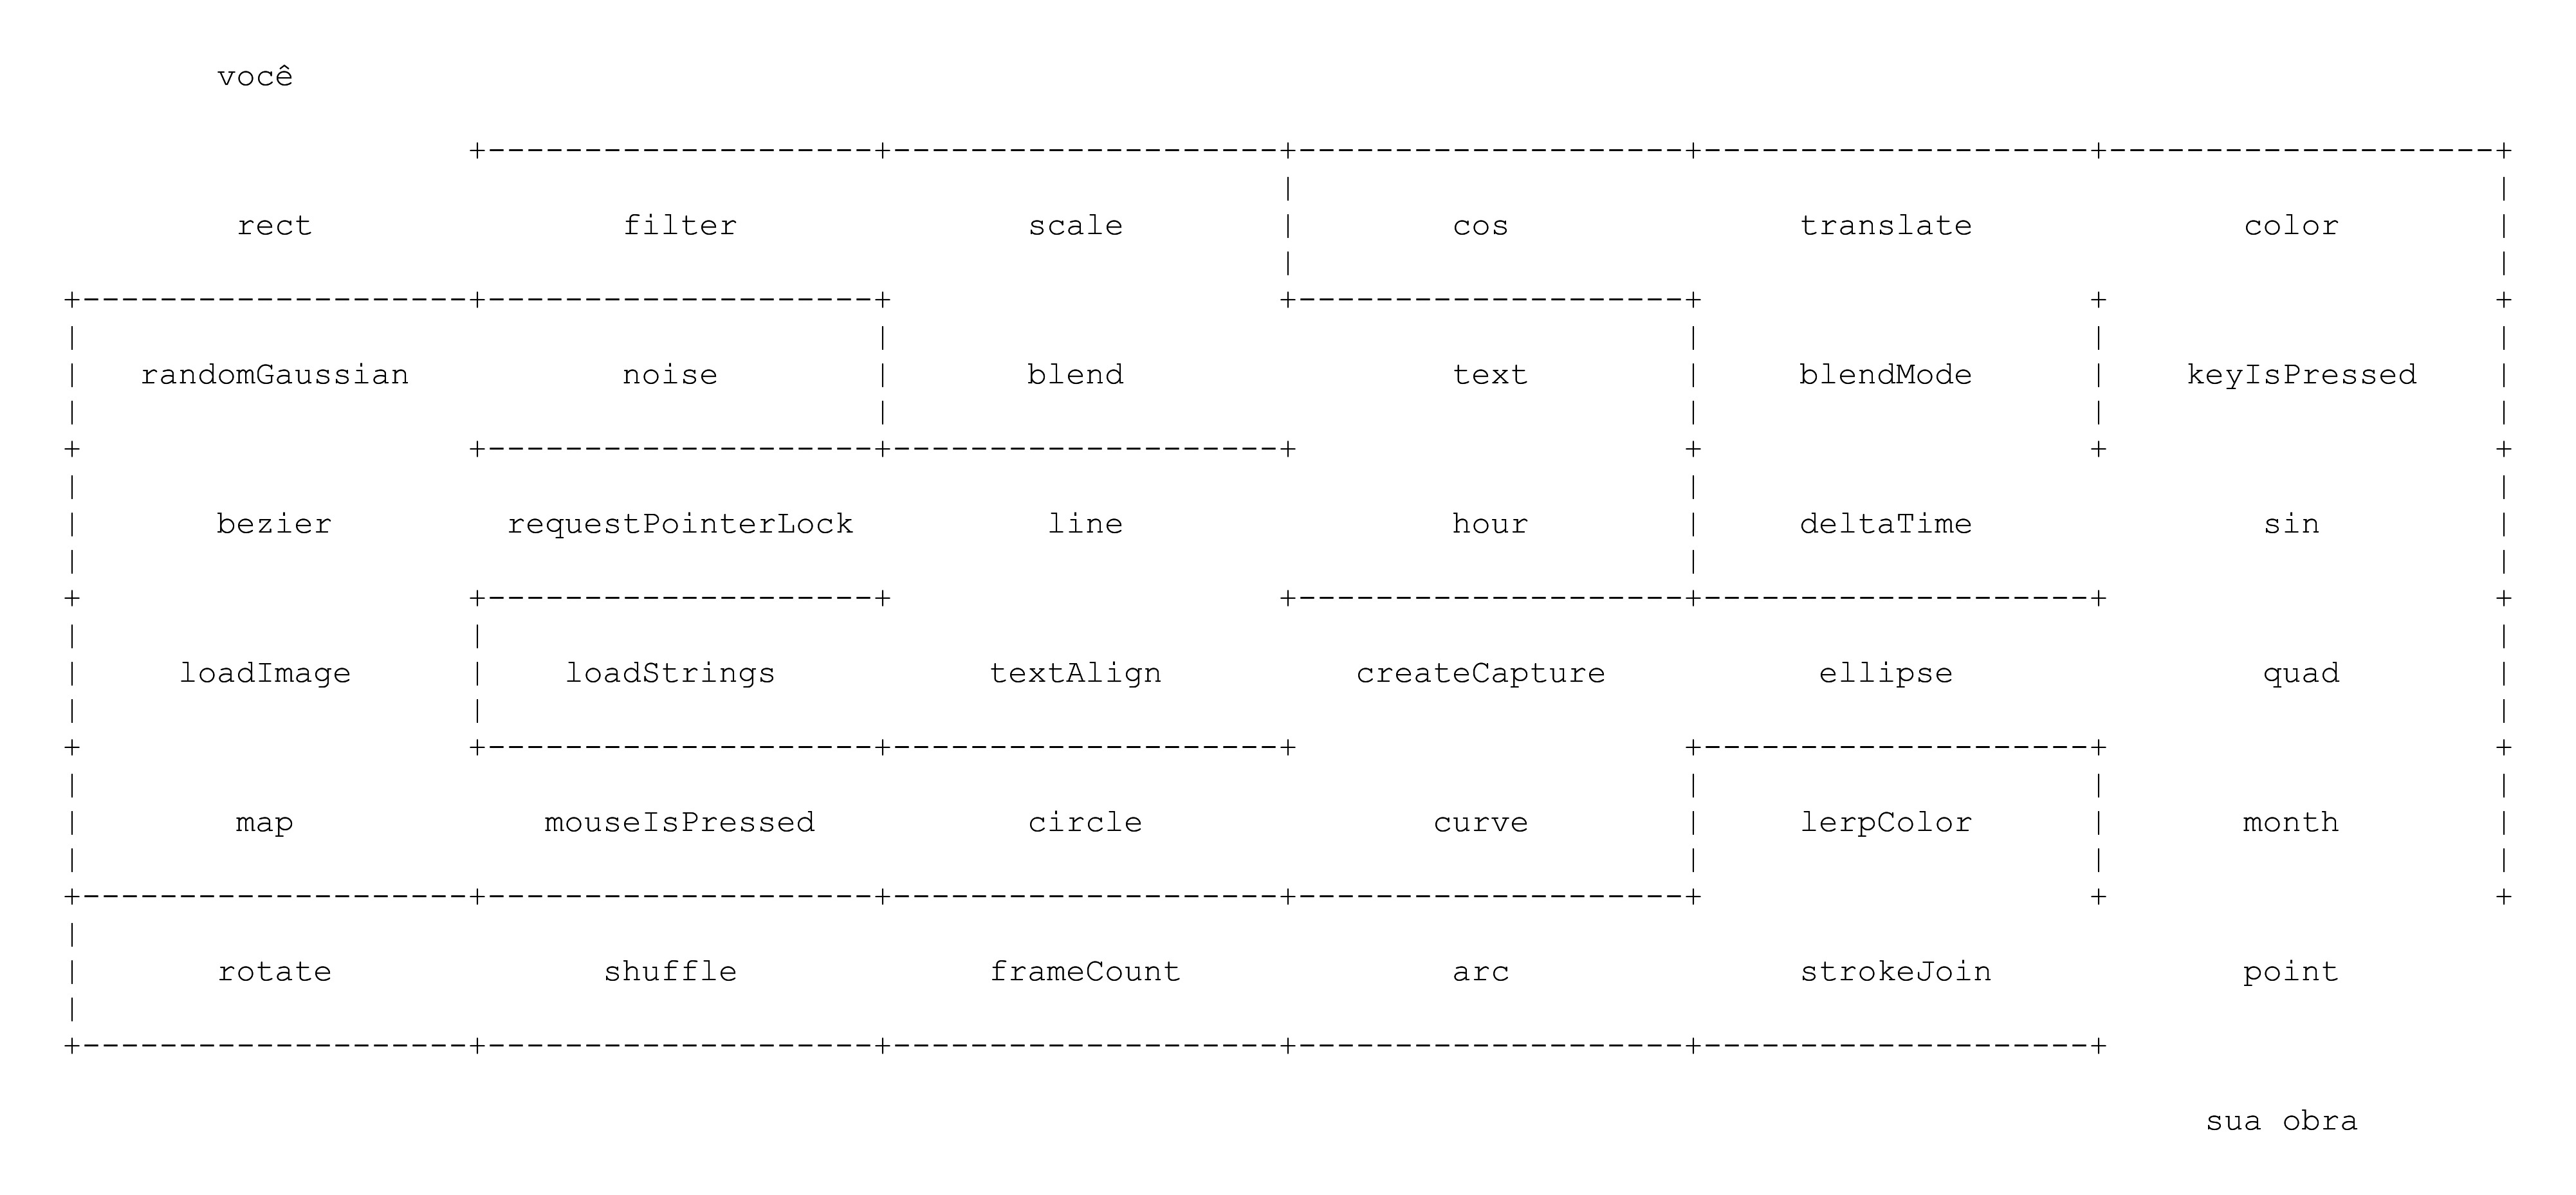 você
rect filter scale cos translate color
randomGaussian noise blend text blendMode keyIsPressed
bezier requestPointerLock line hour deltaTime sin
loadImage loadStrings textAlign createCapture ellipse quad
map mouseIsPressed circle curve lerpColor month
rotate shuffle frameCount arc strokeJoin point
sua obra